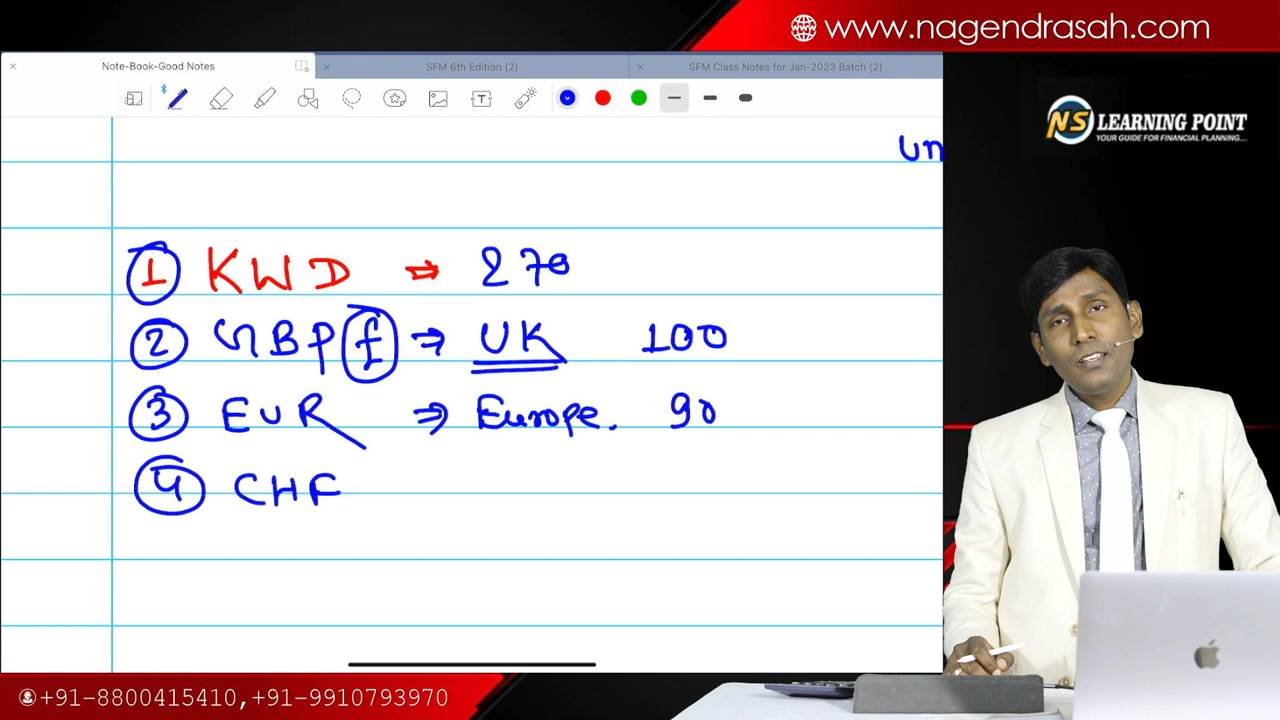 www.nagendrasah.com
Note-Book-Good Notes
SFM 6th Edition (2)
SFM Class Notes for Jan-2023 Batch (2)
NS LEARNING POINT
YOUR GUIDE FOR FINANCIAL PLANNING....
un
① KWD ⇒ 270
② GBP £ ⇒ UK 100
③ EUR ⇒ Europe. 90
④ CHF
+91-8800415410,+91-9910793970